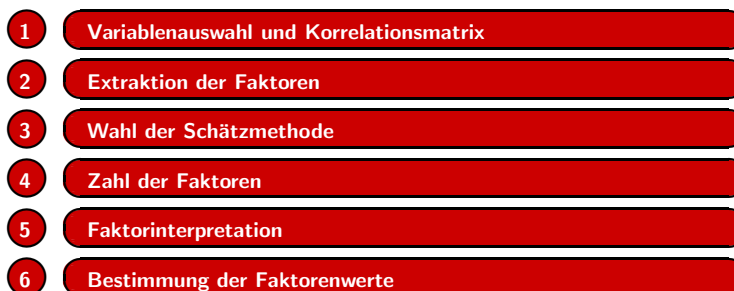 1 Variablenauswahl und Korrelationsmatrix
2 Extraktion der Faktoren
3 Wahl der Schätzmethode
4 Zahl der Faktoren
5 Faktorinterpretation
6 Bestimmung der Faktorenwerte